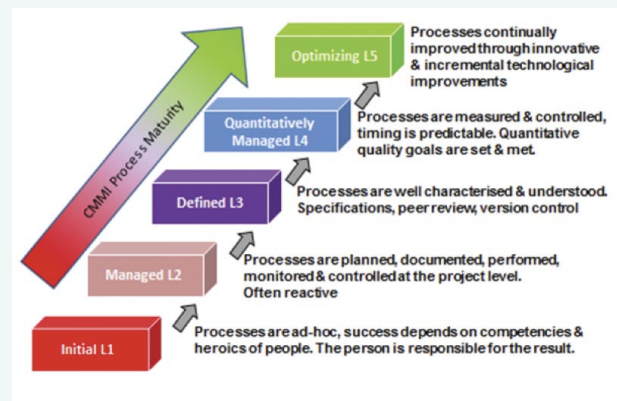 Optimizing L5
Processes continually
improved through innovative
& incremental technological
improvements
CMMI Process Maturity
Quantitatively
Managed L4
Processes are measured & controlled,
timing is predictable. Quantitative
quality goals are set & met.
Defined L3
Processes are well characterised & understood.
Specifications, peer review, version control
Managed L2
Processes are planned, documented, performed,
monitored & controlled at the project level.
Often reactive
Initial L1
Processes are ad-hoc, success depends on competencies &
heroics of people. The person is responsible for the result.